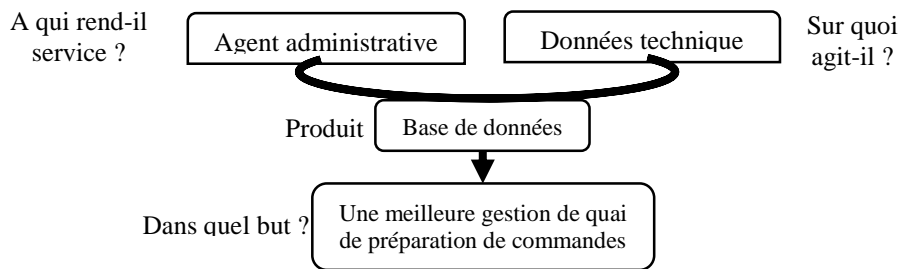 A qui rend-il
service ?
Agent administrative
Données technique
Sur quoi
agit-il ?
Produit
Base de données
Dans quel but ?
Une meilleure gestion de quai
de préparation de commandes